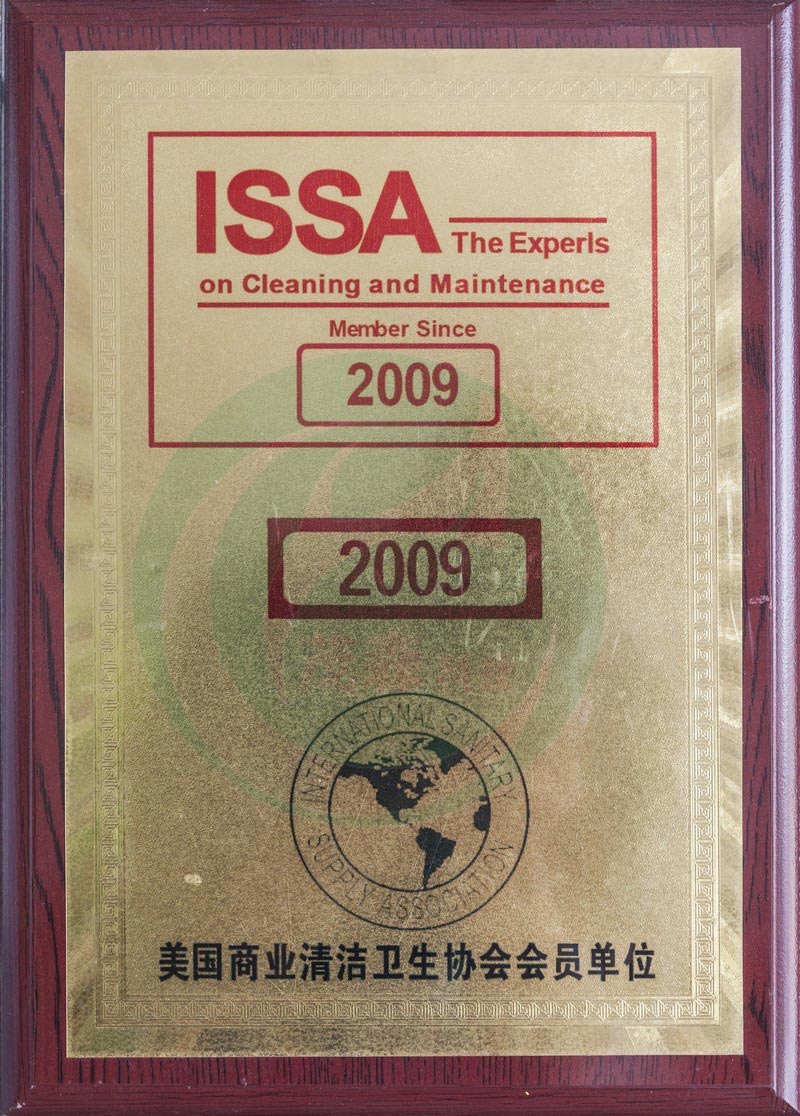 ISSA
The Experls
on Cleaning and Maintenance
Member Since
2009
2009
INTERNATIONAL SANITARY
SUPPLY ASSOCIATION
美国商业清洁卫生协会会员单位